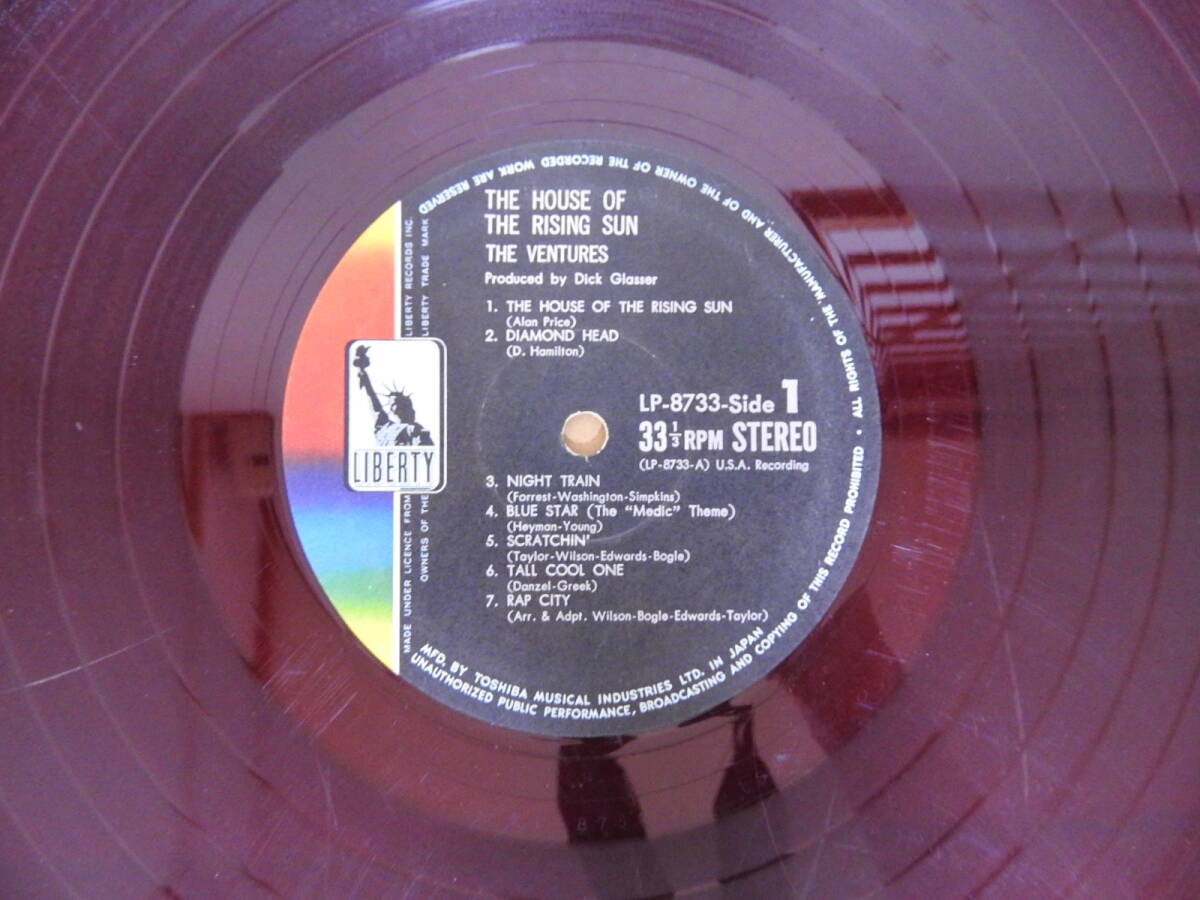 THE HOUSE OF
THE RISING SUN
THE VENTURES
Produced by Dick Glasser
1. THE HOUSE OF THE RISING SUN
(Alan Price)
2. DIAMOND HEAD
(D. Hamilton)
LP-8733-Side 1
33 1/3 RPM STEREO
(LP-8733-A) U.S.A. Recording
3. NIGHT TRAIN
(Forrest-Washington-Simpkins)
4. BLUE STAR (The "Medic" Theme)
(Heyman-Young)
5. SCRATCHIN'
(Taylor-Wilson-Edwards-Bogle)
6. TALL COOL ONE
(Danzel-Greek)
7. RAP CITY
(Arr. & Adpt. Wilson-Bogle-Edwards-Taylor)
LIBERTY
MADE UNDER LICENCE FROM LIBERTY RECORDS INC.
OWNERS OF THE LIBERTY TRADE MARK
MFD. BY TOSHIBA MUSICAL INDUSTRIES LTD. IN JAPAN
UNAUTHORIZED PUBLIC PERFORMANCE, BROADCASTING AND COPYING OF THIS RECORD PROHIBITED • ALL RIGHTS OF THE MANUFACTURER AND OF THE OWNER OF THE RECORDED WORK ARE RESERVED